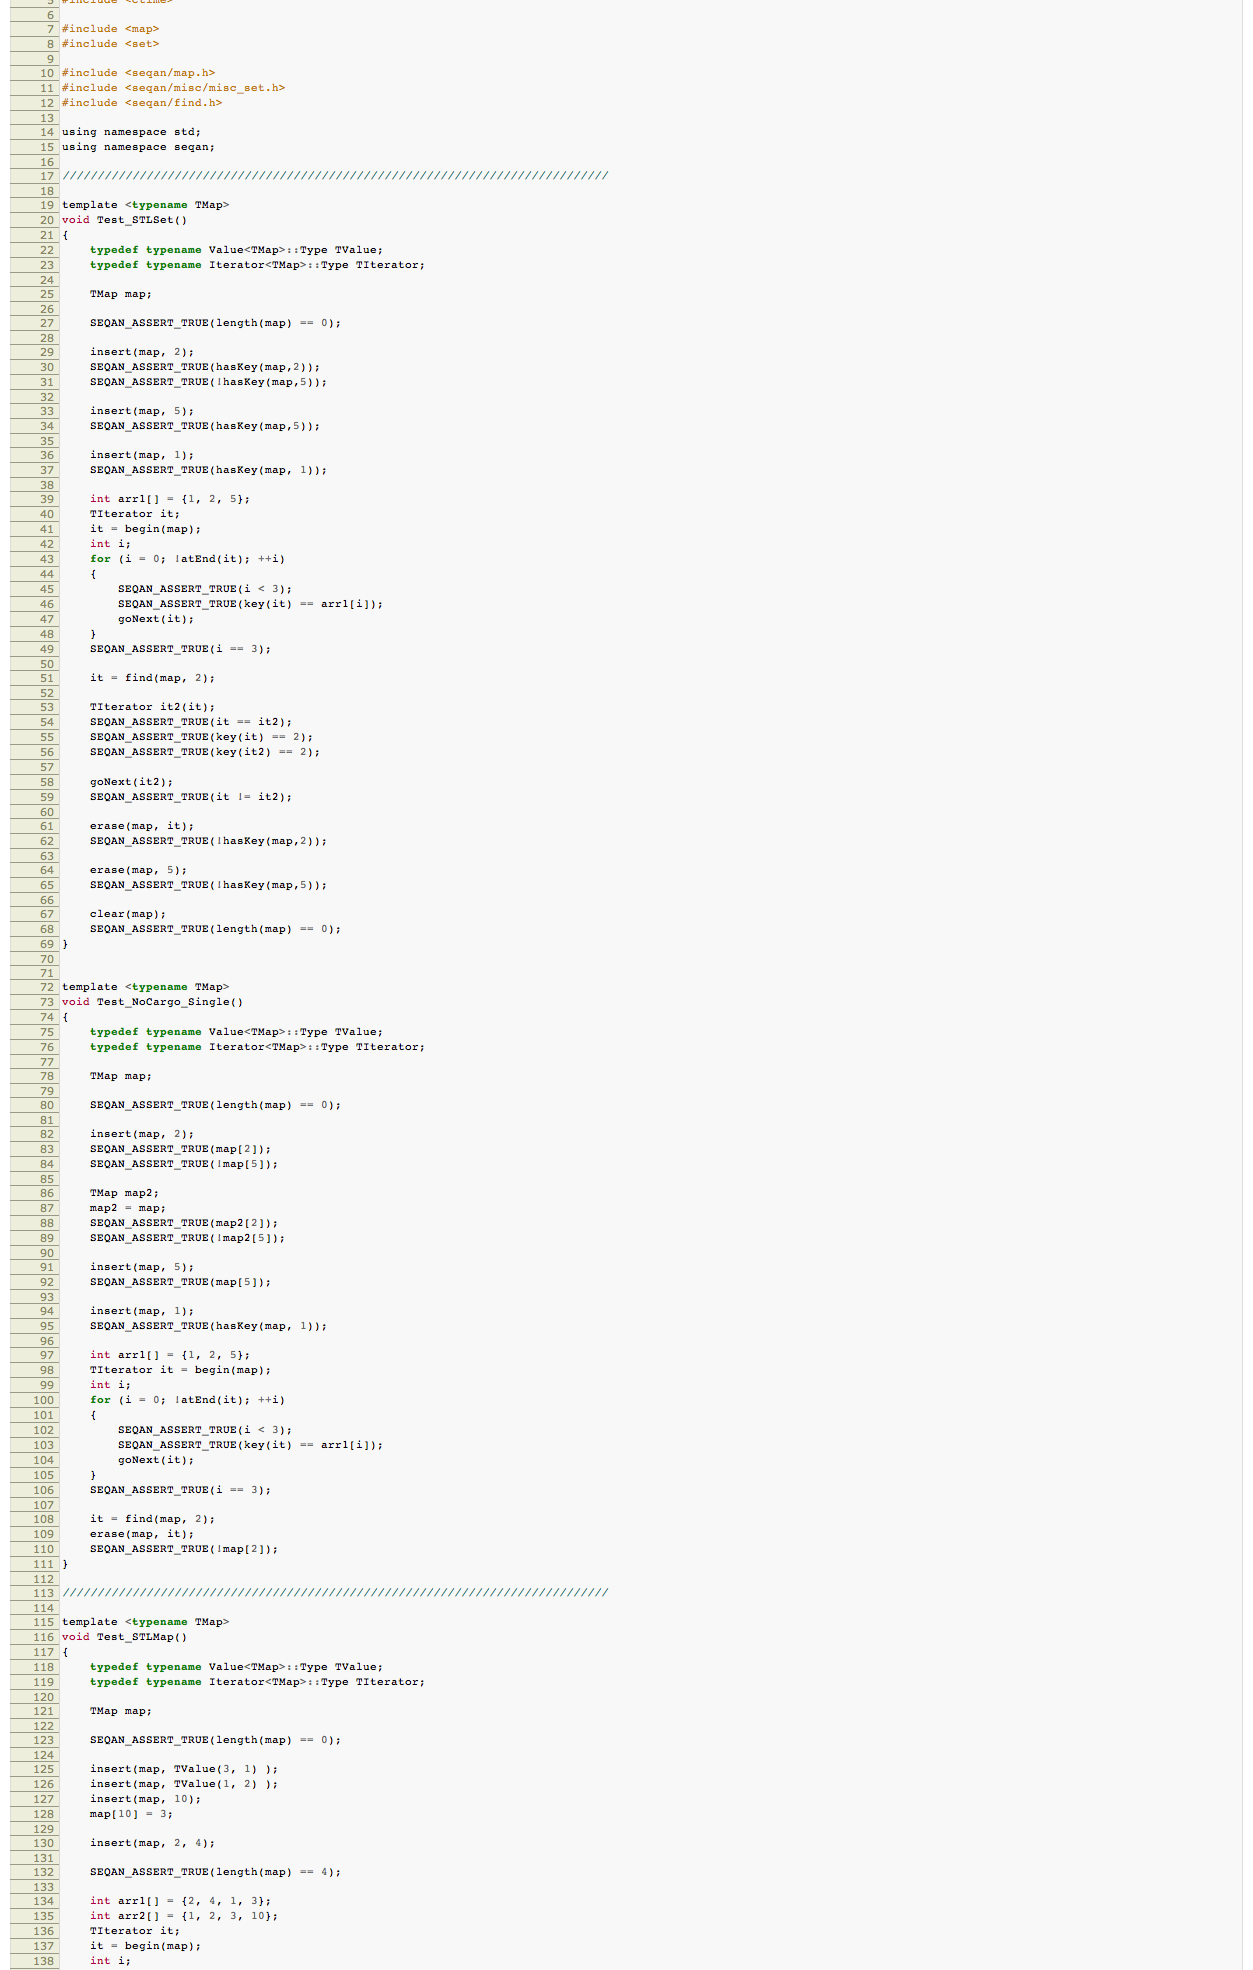 5 #include <ctime>
6
7 #include <map>
8 #include <set>
9
10 #include <seqan/map.h>
11 #include <seqan/misc/misc_set.h>
12 #include <seqan/find.h>
13
14 using namespace std;
15 using namespace seqan;
16
17 //////////////////////////////////////////////////////////////////////////////
18
19 template <typename TMap>
20 void Test_STLSet()
21 {
22     typedef typename Value<TMap>::Type TValue;
23     typedef typename Iterator<TMap>::Type TIterator;
24
25     TMap map;
26
27     SEQAN_ASSERT_TRUE(length(map) == 0);
28
29     insert(map, 2);
30     SEQAN_ASSERT_TRUE(hasKey(map,2));
31     SEQAN_ASSERT_TRUE(!hasKey(map,5));
32
33     insert(map, 5);
34     SEQAN_ASSERT_TRUE(hasKey(map,5));
35
36     insert(map, 1);
37     SEQAN_ASSERT_TRUE(hasKey(map, 1));
38
39     int arr1[] = {1, 2, 5};
40     TIterator it;
41     it = begin(map);
42     int i;
43     for (i = 0; !atEnd(it); ++i)
44     {
45         SEQAN_ASSERT_TRUE(i < 3);
46         SEQAN_ASSERT_TRUE(key(it) == arr1[i]);
47         goNext(it);
48     }
49     SEQAN_ASSERT_TRUE(i == 3);
50
51     it = find(map, 2);
52
53     TIterator it2(it);
54     SEQAN_ASSERT_TRUE(it == it2);
55     SEQAN_ASSERT_TRUE(key(it) == 2);
56     SEQAN_ASSERT_TRUE(key(it2) == 2);
57
58     goNext(it2);
59     SEQAN_ASSERT_TRUE(it != it2);
60
61     erase(map, it);
62     SEQAN_ASSERT_TRUE(!hasKey(map,2));
63
64     erase(map, 5);
65     SEQAN_ASSERT_TRUE(!hasKey(map,5));
66
67     clear(map);
68     SEQAN_ASSERT_TRUE(length(map) == 0);
69 }
70
71
72 template <typename TMap>
73 void Test_NoCargo_Single()
74 {
75     typedef typename Value<TMap>::Type TValue;
76     typedef typename Iterator<TMap>::Type TIterator;
77
78     TMap map;
79
80     SEQAN_ASSERT_TRUE(length(map) == 0);
81
82     insert(map, 2);
83     SEQAN_ASSERT_TRUE(map[2]);
84     SEQAN_ASSERT_TRUE(!map[5]);
85
86     TMap map2;
87     map2 = map;
88     SEQAN_ASSERT_TRUE(map2[2]);
89     SEQAN_ASSERT_TRUE(!map2[5]);
90
91     insert(map, 5);
92     SEQAN_ASSERT_TRUE(map[5]);
93
94     insert(map, 1);
95     SEQAN_ASSERT_TRUE(hasKey(map, 1));
96
97     int arr1[] = {1, 2, 5};
98     TIterator it = begin(map);
99     int i;
100     for (i = 0; !atEnd(it); ++i)
101     {
102         SEQAN_ASSERT_TRUE(i < 3);
103         SEQAN_ASSERT_TRUE(key(it) == arr1[i]);
104         goNext(it);
105     }
106     SEQAN_ASSERT_TRUE(i == 3);
107
108     it = find(map, 2);
109     erase(map, it);
110     SEQAN_ASSERT_TRUE(!map[2]);
111 }
112
113 //////////////////////////////////////////////////////////////////////////////
114
115 template <typename TMap>
116 void Test_STLMap()
117 {
118     typedef typename Value<TMap>::Type TValue;
119     typedef typename Iterator<TMap>::Type TIterator;
120
121     TMap map;
122
123     SEQAN_ASSERT_TRUE(length(map) == 0);
124
125     insert(map, TValue(3, 1) );
126     insert(map, TValue(1, 2) );
127     insert(map, 10);
128     map[10] = 3;
129
130     insert(map, 2, 4);
131
132     SEQAN_ASSERT_TRUE(length(map) == 4);
133
134     int arr1[] = {2, 4, 1, 3};
135     int arr2[] = {1, 2, 3, 10};
136     TIterator it;
137     it = begin(map);
138     int i;